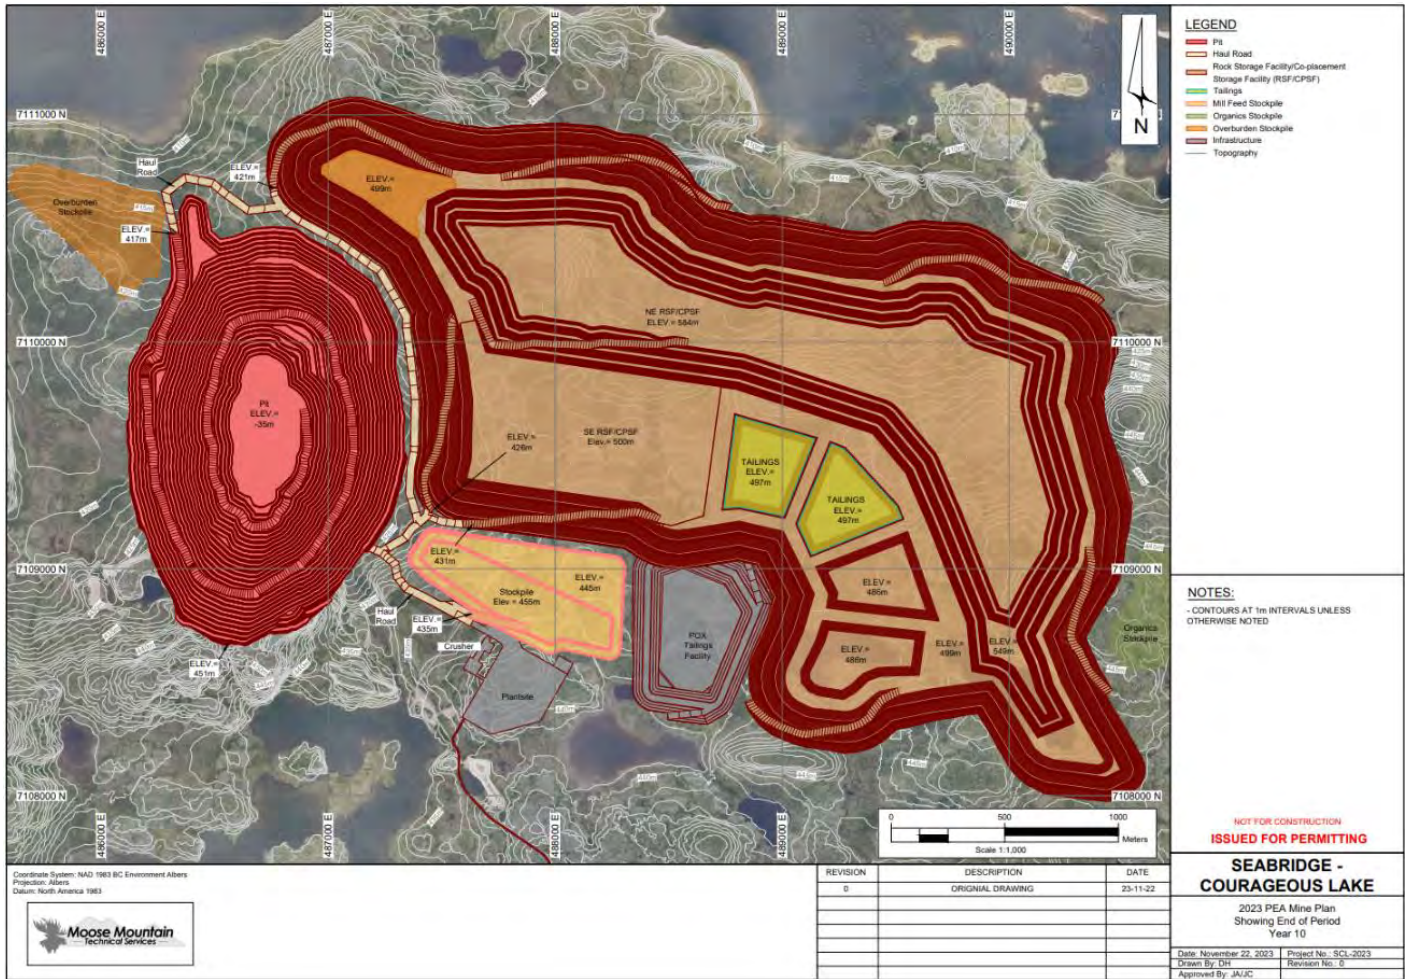 486000 E
487000 E
488000 E
489000 E
490000 E
7111000 N
7110000 N
7109000 N
7108000 N
7110000 N
7109000 N
7108000 N
N
Haul
Road
ELEV.=
421m
ELEV.=
499m
Overburden
Stockpile
ELEV.=
417m
NE RSF/CPSF
ELEV.= 584m
Pit
ELEV.=
-35m
ELEV.=
426m
SE RSF/CPSF
Elev.= 500m
TAILINGS
ELEV.=
497m
TAILINGS
ELEV.=
497m
ELEV.=
431m
ELEV.=
445m
Stockpile
Elev.= 455m
ELEV.=
486m
Haul
Road
ELEV.=
435m
Crusher
POX
Tailings
Facility
ELEV.=
486m
ELEV.=
499m
ELEV.=
549m
Organics
Stockpile
ELEV.=
451m
Plantsite
486000 E
487000 E
488000 E
489000 E
490000 E
0 500 1000
Meters
Scale 1:1,000
LEGEND
Pit
Haul Road
Rock Storage Facility/Co-placement
Storage Facility (RSF/CPSF)
Tailings
Mill Feed Stockpile
Organics Stockpile
Overburden Stockpile
Infrastructure
Topography
NOTES:
- CONTOURS AT 1m INTERVALS UNLESS
OTHERWISE NOTED
NOT FOR CONSTRUCTION
ISSUED FOR PERMITTING
SEABRIDGE -
COURAGEOUS LAKE
2023 PEA Mine Plan
Showing End of Period
Year 10
Date: November 22, 2023 Project No.: SCL-2023
Drawn By: DH Revision No.: 0
Approved By: JA/JC
REVISION DESCRIPTION DATE
0 ORIGNIAL DRAWING 23-11-22
Coordinate System: NAD 1983 BC Environment Albers
Projection: Albers
Datum: North America 1983
Moose Mountain
Technical Services